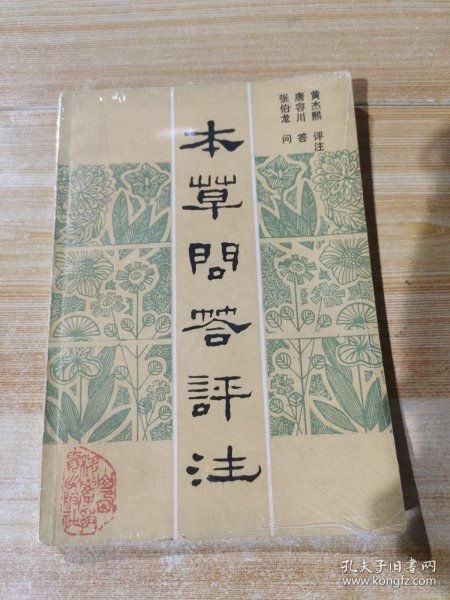 黄杰熙 评注
唐容川 答
张伯龙 问
本草問答評注
孔夫子旧书网
www.kongfz.com